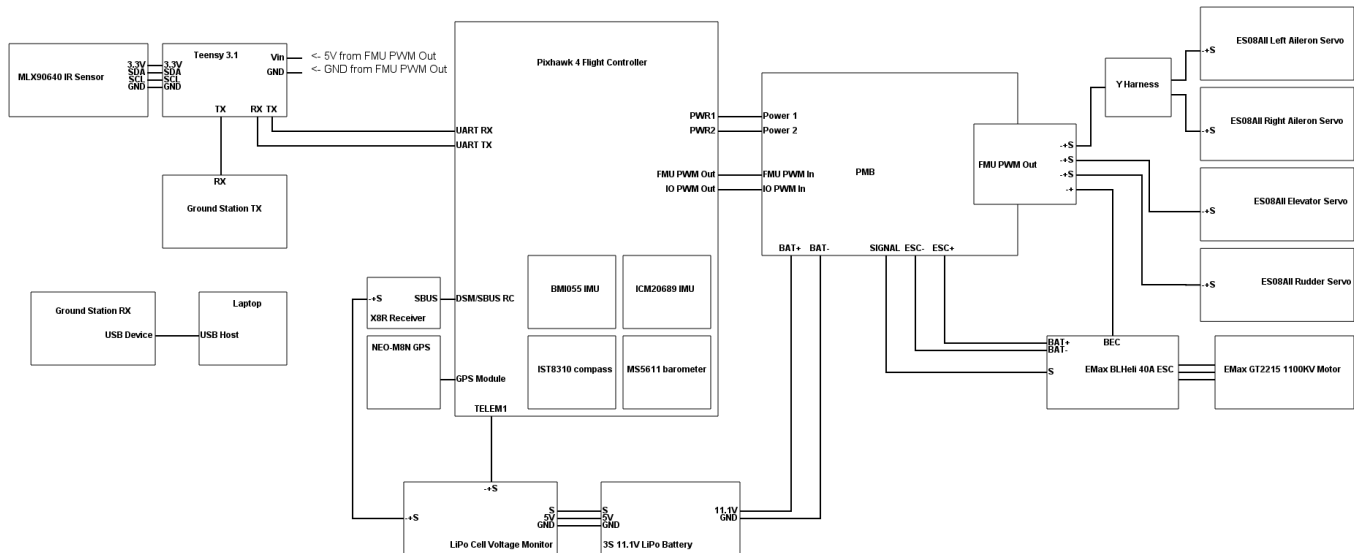 MLX90640 IR Sensor
3.3V
SDA
SCL
GND
Teensy 3.1
3.3V
SDA
SCL
GND
Vin
GND
TX
RX TX
<- 5V from FMU PWM Out
<- GND from FMU PWM Out
RX
Ground Station TX
Ground Station RX
USB Device
Laptop
USB Host
Pixhawk 4 Flight Controller
UART RX
UART TX
PWR1
PWR2
FMU PWM Out
IO PWM Out
DSM/SBUS RC
GPS Module
TELEM1
BMI055 IMU
ICM20689 IMU
IST8310 compass
MS5611 barometer
-+S
SBUS
X8R Receiver
NEO-M8N GPS
-+S
-+S
S
5V
GND
LiPo Cell Voltage Monitor
S
5V
GND
11.1V
GND
3S 11.1V LiPo Battery
Power 1
Power 2
FMU PWM In
IO PWM In
PMB
BAT+ BAT-
SIGNAL ESC- ESC+
FMU PWM Out
-+S
-+S
-+S
-+
Y Harness
-+S
ES08AII Left Aileron Servo
-+S
ES08AII Right Aileron Servo
-+S
ES08AII Elevator Servo
-+S
ES08AII Rudder Servo
BAT+
BAT-
S
BEC
EMax BLHeli 40A ESC
EMax GT2215 1100KV Motor